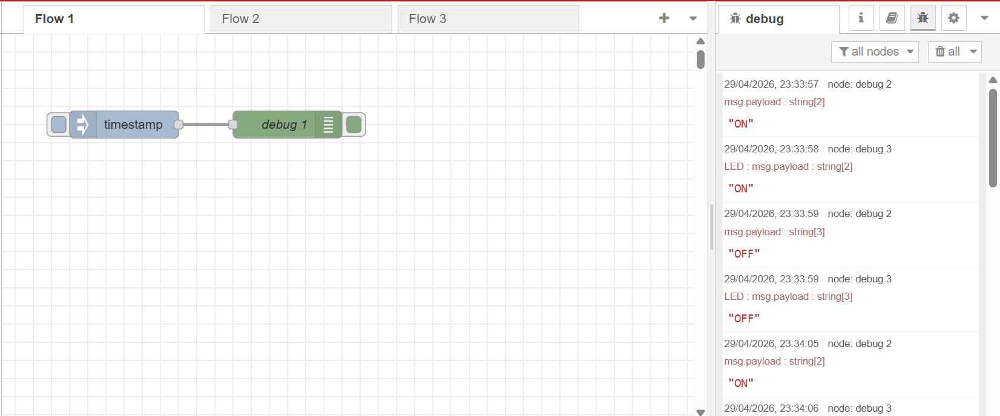 Flow 1
Flow 2
Flow 3
debug
all nodes
all
timestamp
debug 1
29/04/2026, 23:33:57 node: debug 2
msg.payload : string[2]
"ON"
29/04/2026, 23:33:58 node: debug 3
LED : msg.payload : string[2]
"ON"
29/04/2026, 23:33:59 node: debug 2
msg.payload : string[3]
"OFF"
29/04/2026, 23:33:59 node: debug 3
LED : msg.payload : string[3]
"OFF"
29/04/2026, 23:34:05 node: debug 2
msg.payload : string[2]
"ON"
29/04/2026, 23:34:06 node: debug 3